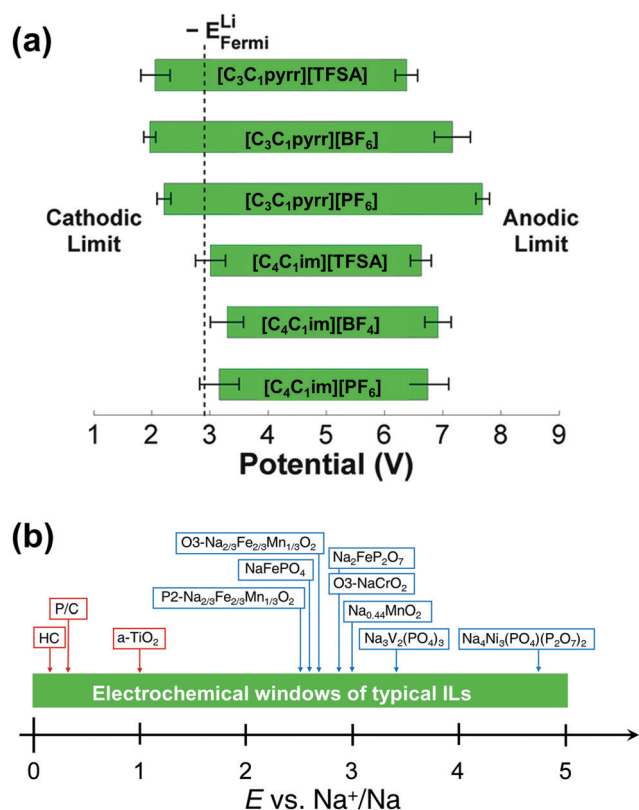 (a)
− E^Li_Fermi
[C₃C₁pyrr][TFSA]
[C₃C₁pyrr][BF₆]
[C₃C₁pyrr][PF₆]
Cathodic
Limit
Anodic
Limit
[C₄C₁im][TFSA]
[C₄C₁im][BF₄]
[C₄C₁im][PF₆]
1 2 3 4 5 6 7 8 9
Potential (V)
(b)
O3-Na₂/₃Fe₂/₃Mn₁/₃O₂
Na₂FeP₂O₇
NaFePO₄
O3-NaCrO₂
P2-Na₂/₃Fe₂/₃Mn₁/₃O₂
P/C
Na₀.₄₄MnO₂
HC
a-TiO₂
Na₃V₂(PO₄)₃
Na₄Ni₃(PO₄)(P₂O₇)₂
Electrochemical windows of typical ILs
0 1 2 3 4 5
E vs. Na⁺/Na